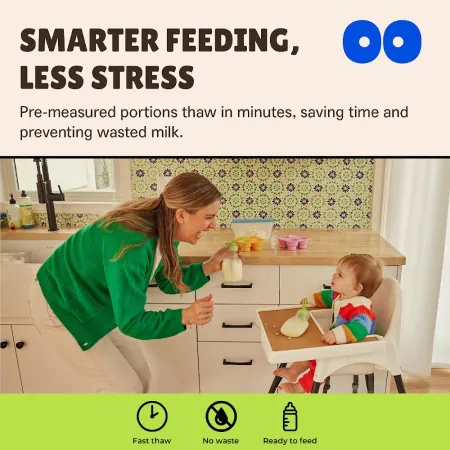 SMARTER FEEDING,
LESS STRESS
Pre-measured portions thaw in minutes, saving time and
preventing wasted milk.
Fast thaw
No waste
Ready to feed